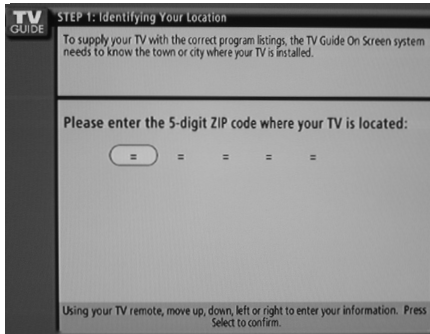 TV
GUIDE
STEP 1: Identifying Your Location
To supply your TV with the correct program listings, the TV Guide On Screen system
needs to know the town or city where your TV is installed.
Please enter the 5-digit ZIP code where your TV is located:
= = = = =
Using your TV remote, move up, down, left or right to enter your information. Press
Select to confirm.